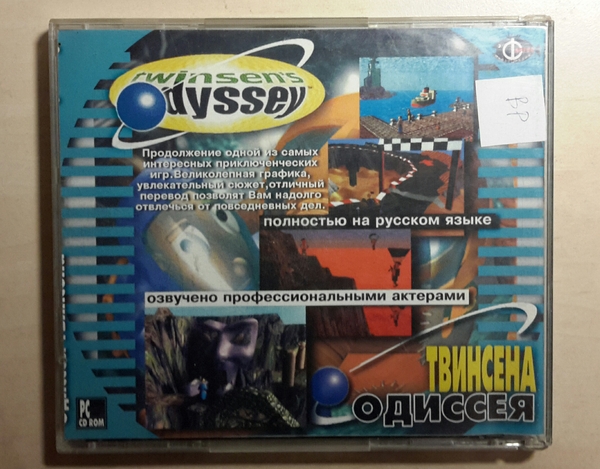 twinsen's
Odyssey
PP
Продолжение одной из самых
интересных приключенческих
игр.Великолепная графика,
увлекательный сюжет,отличный
перевод позволят Вам надолго
отвлечься от повседневных дел.
полностью на русском языке
озвучено профессиональными актерами
ТВИНСЕНА
ОДИССЕЯ
PC
CD ROM